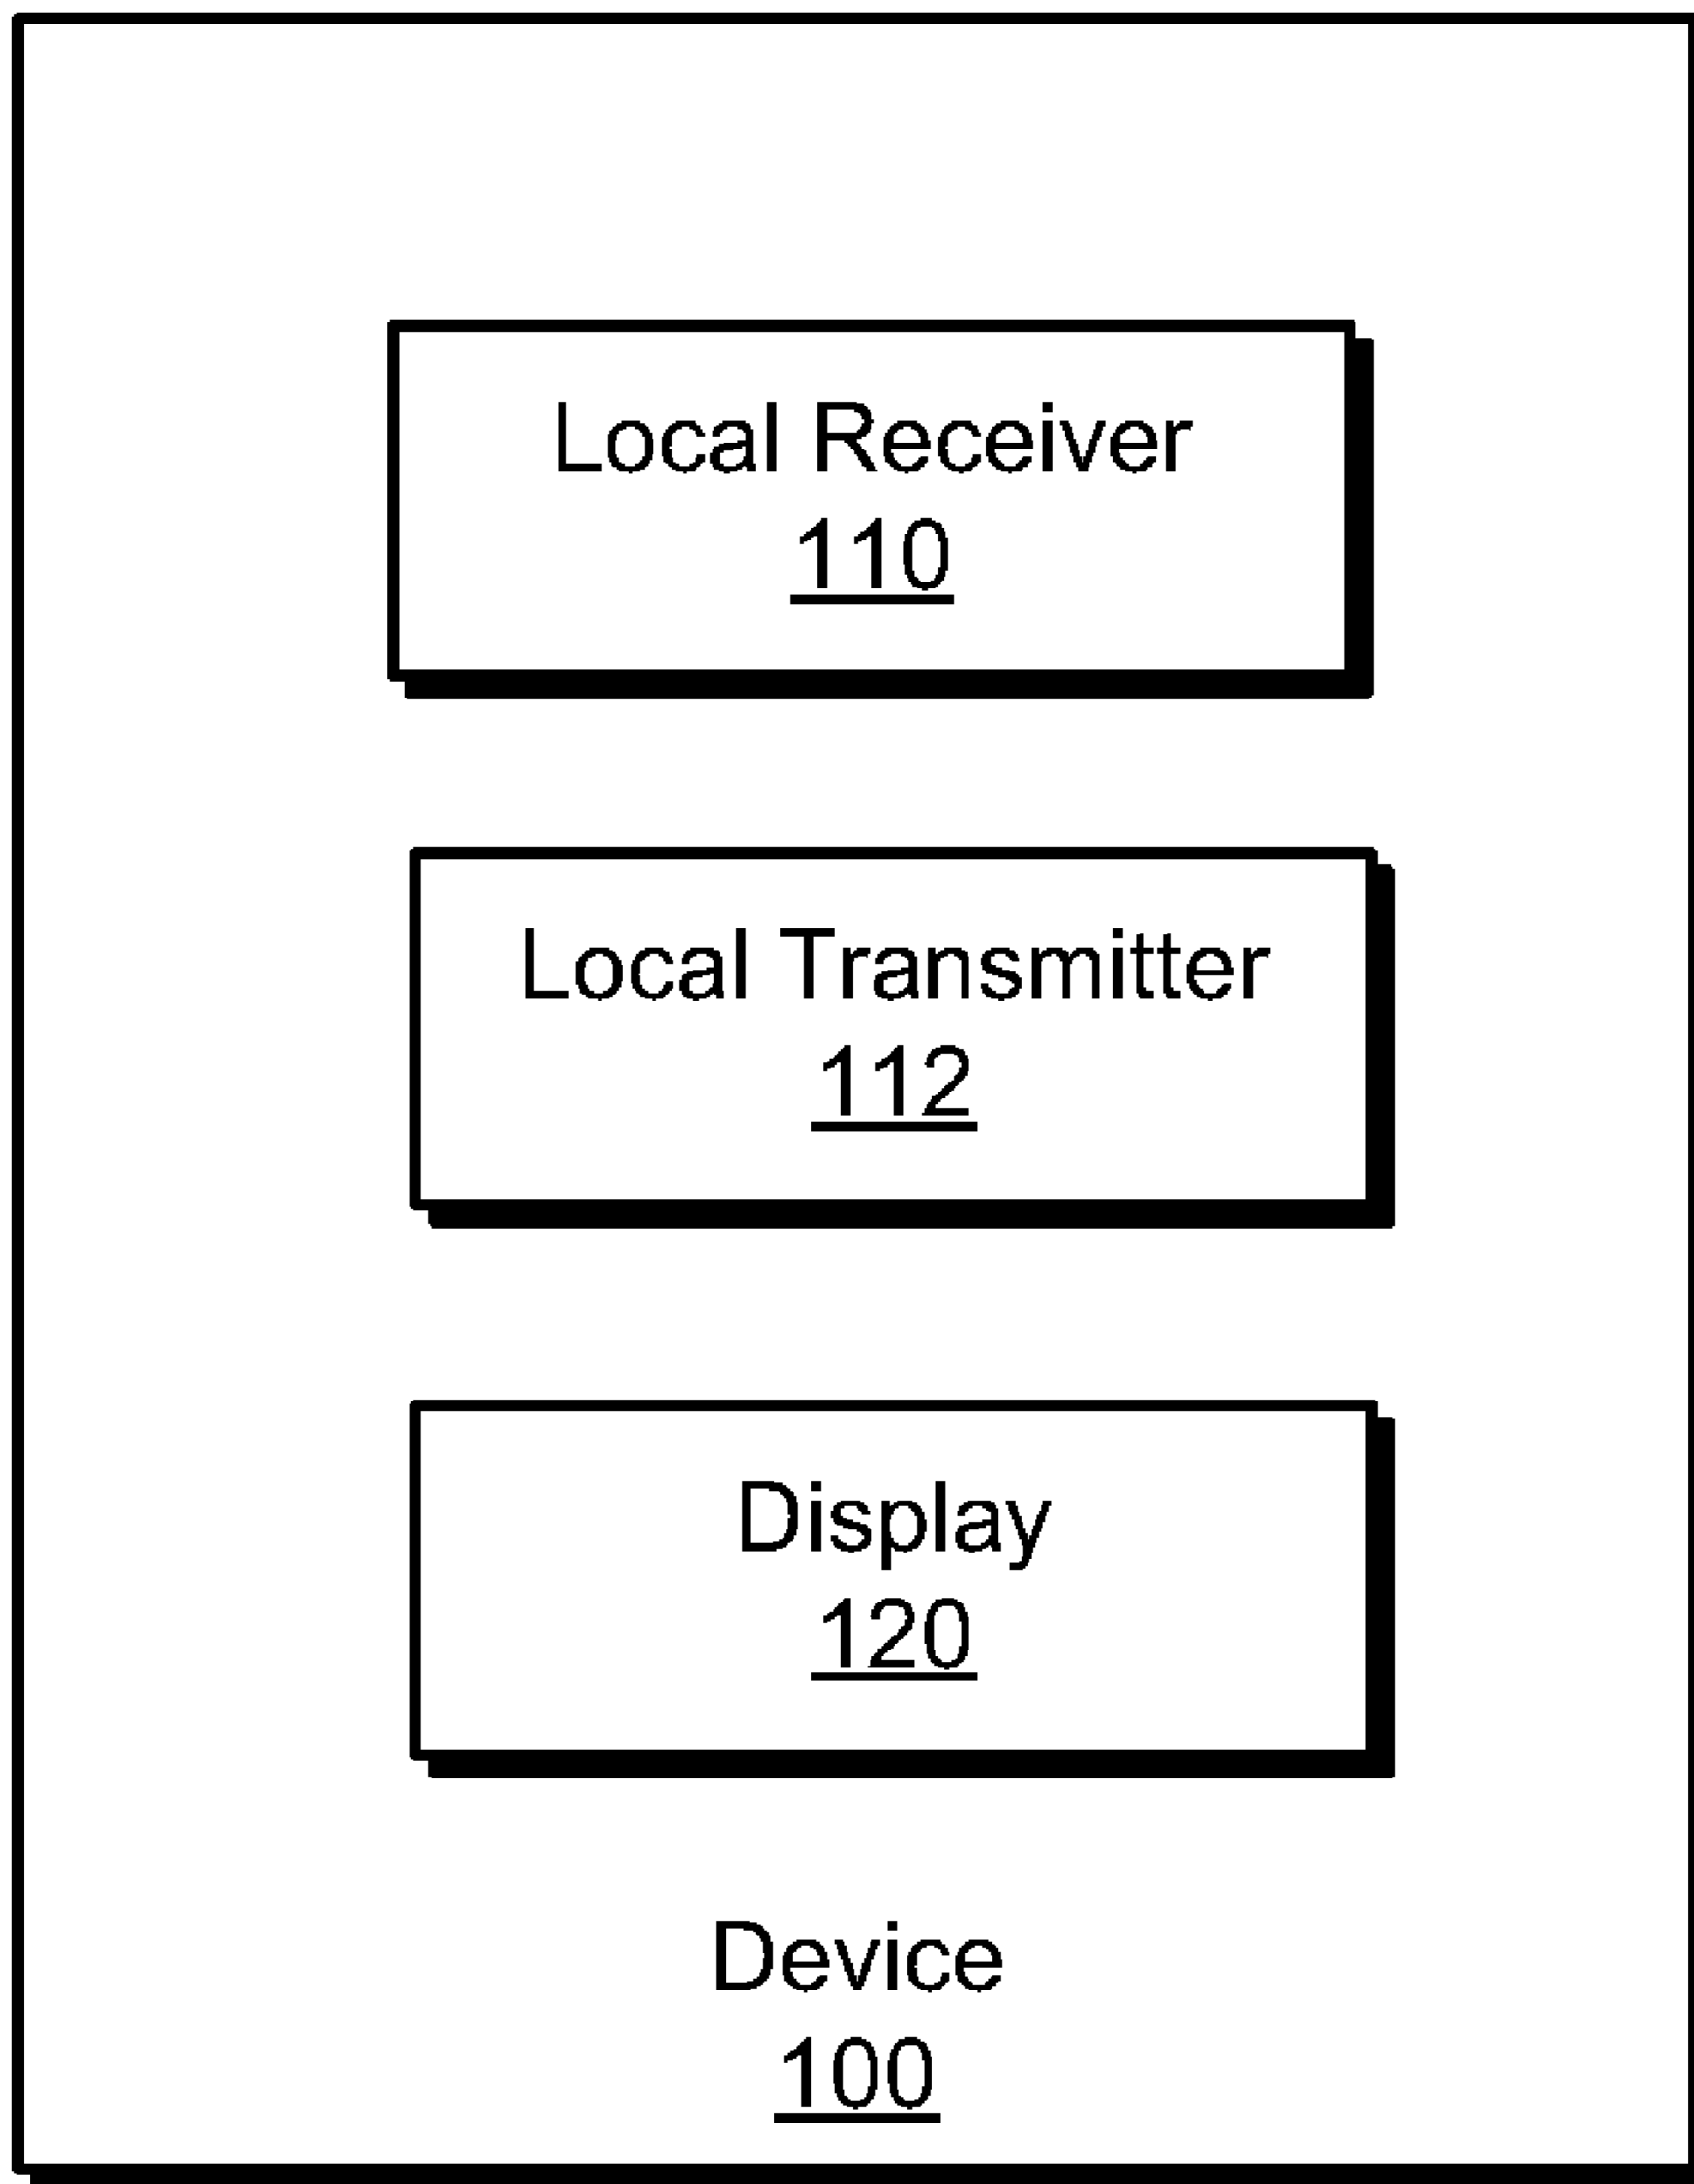 Local Receiver
110
Local Transmitter
112
Display
120
Device
100